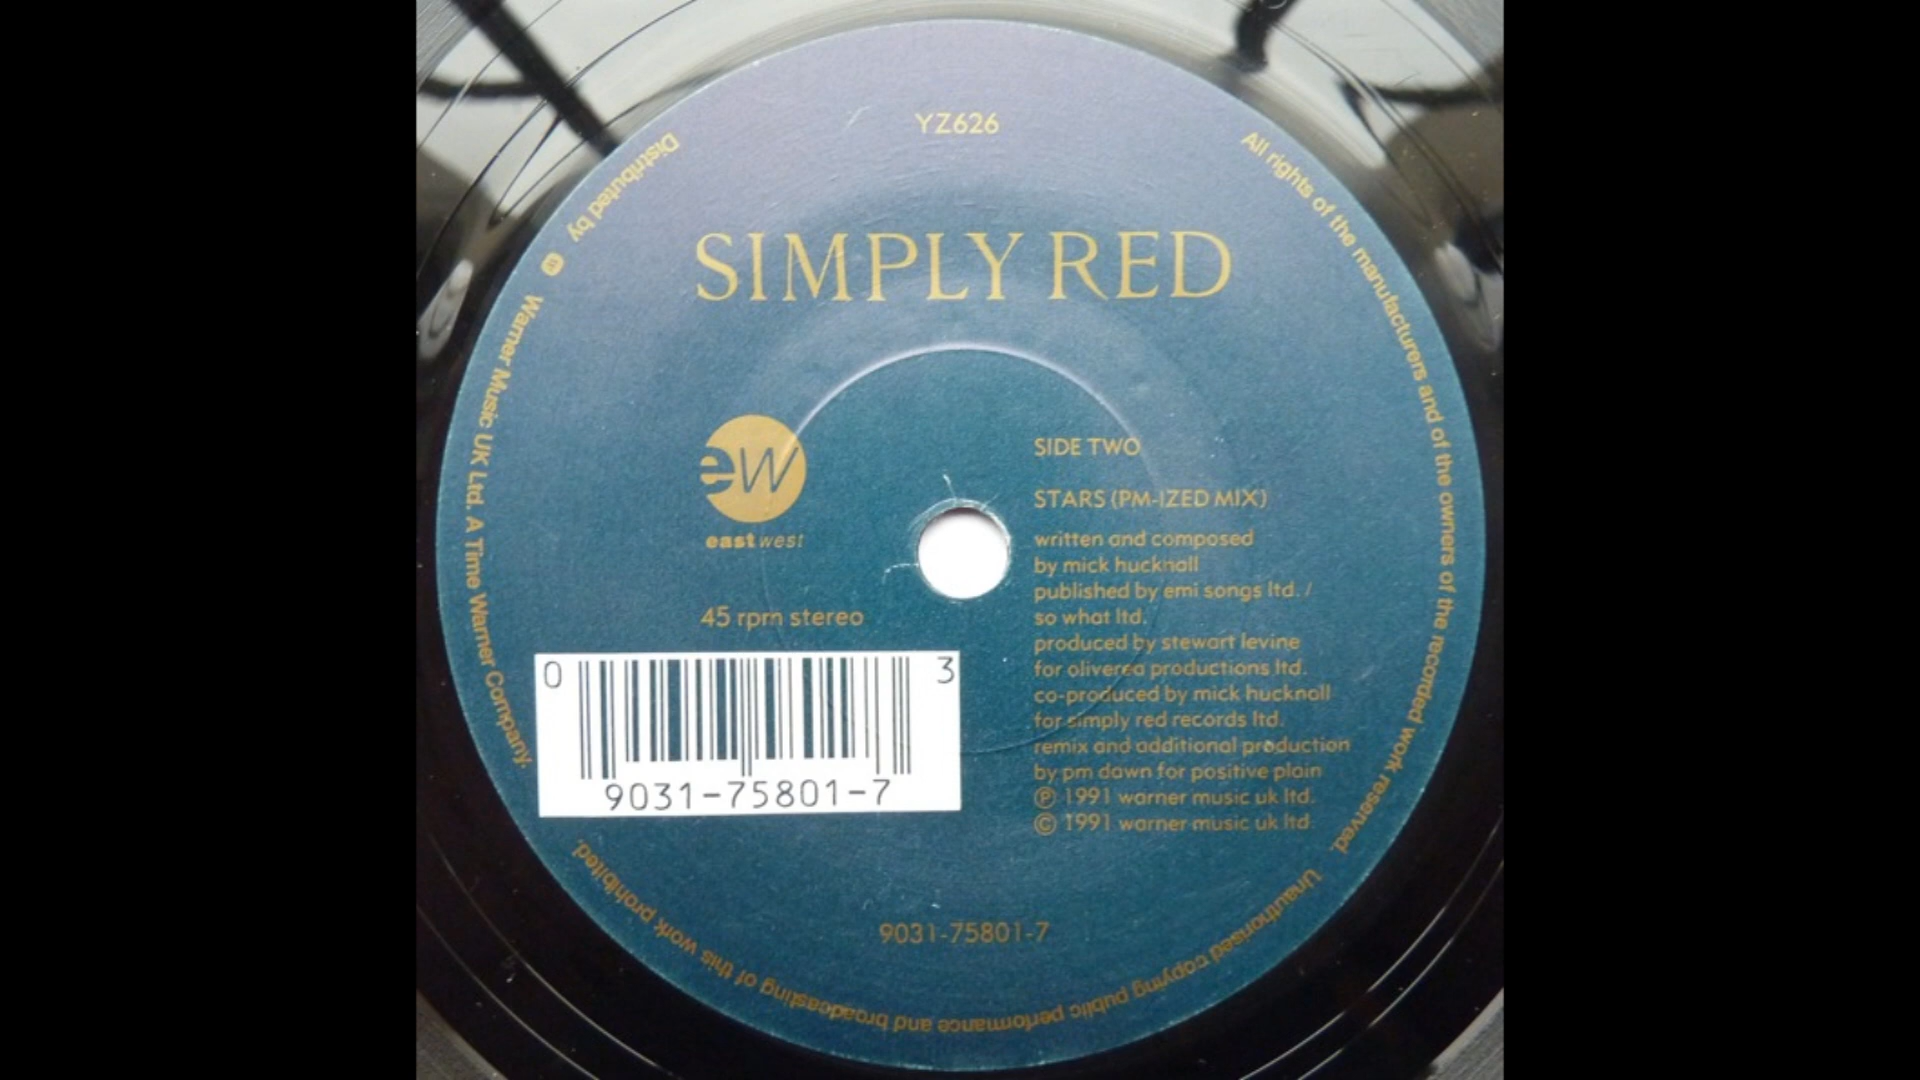 YZ626
SIMPLY RED
ew
eastwest
45 rpm stereo
SIDE TWO
STARS (PM-IZED MIX)
written and composed
by mick hucknall
published by emi songs ltd. /
so what ltd.
produced by stewart levine
for oliverea productions ltd.
co-produced by mick hucknall
for simply red records ltd.
remix and additional production
by pm dawn for positive plain
Ⓟ 1991 warner music uk ltd.
© 1991 warner music uk ltd.
0 3
9031-75801-7
9031-75801-7
All rights of the manufacturers and of the owners of the recorded work reserved.
Unauthorised copying public performance and broadcasting of this work prohibited.
Distributed by Warner Music UK Ltd. A Time Warner Company.